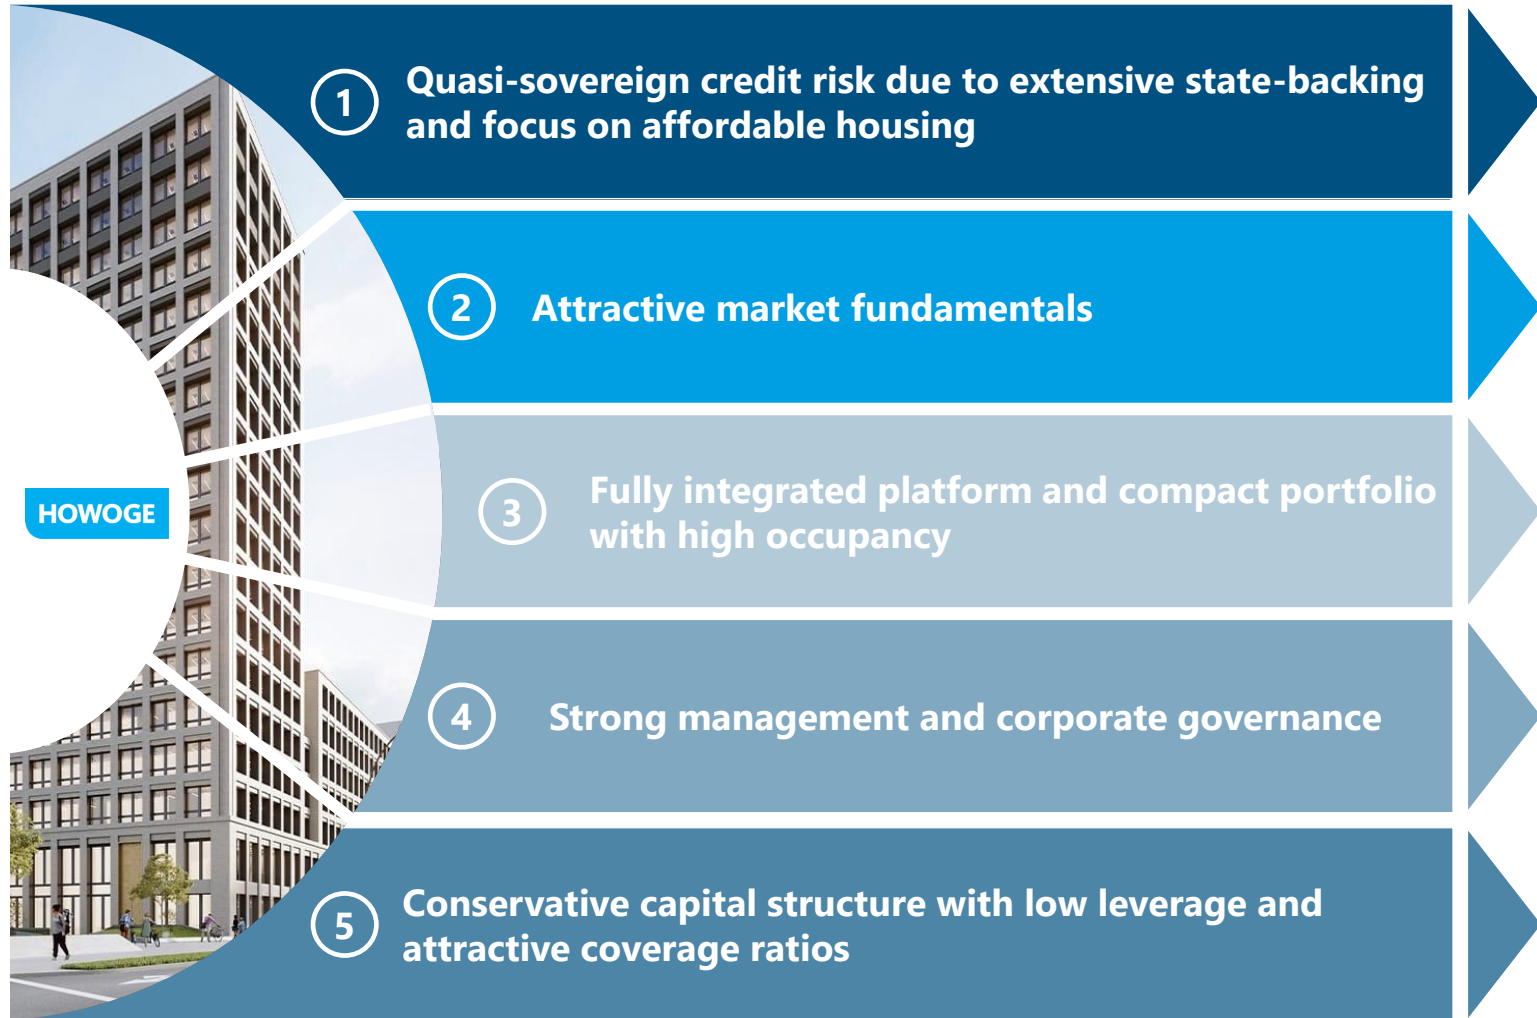 1
Quasi-sovereign credit risk due to extensive state-backing
and focus on affordable housing
2
Attractive market fundamentals
3
Fully integrated platform and compact portfolio
with high occupancy
HOWOGE
4
Strong management and corporate governance
5
Conservative capital structure with low leverage and
attractive coverage ratios